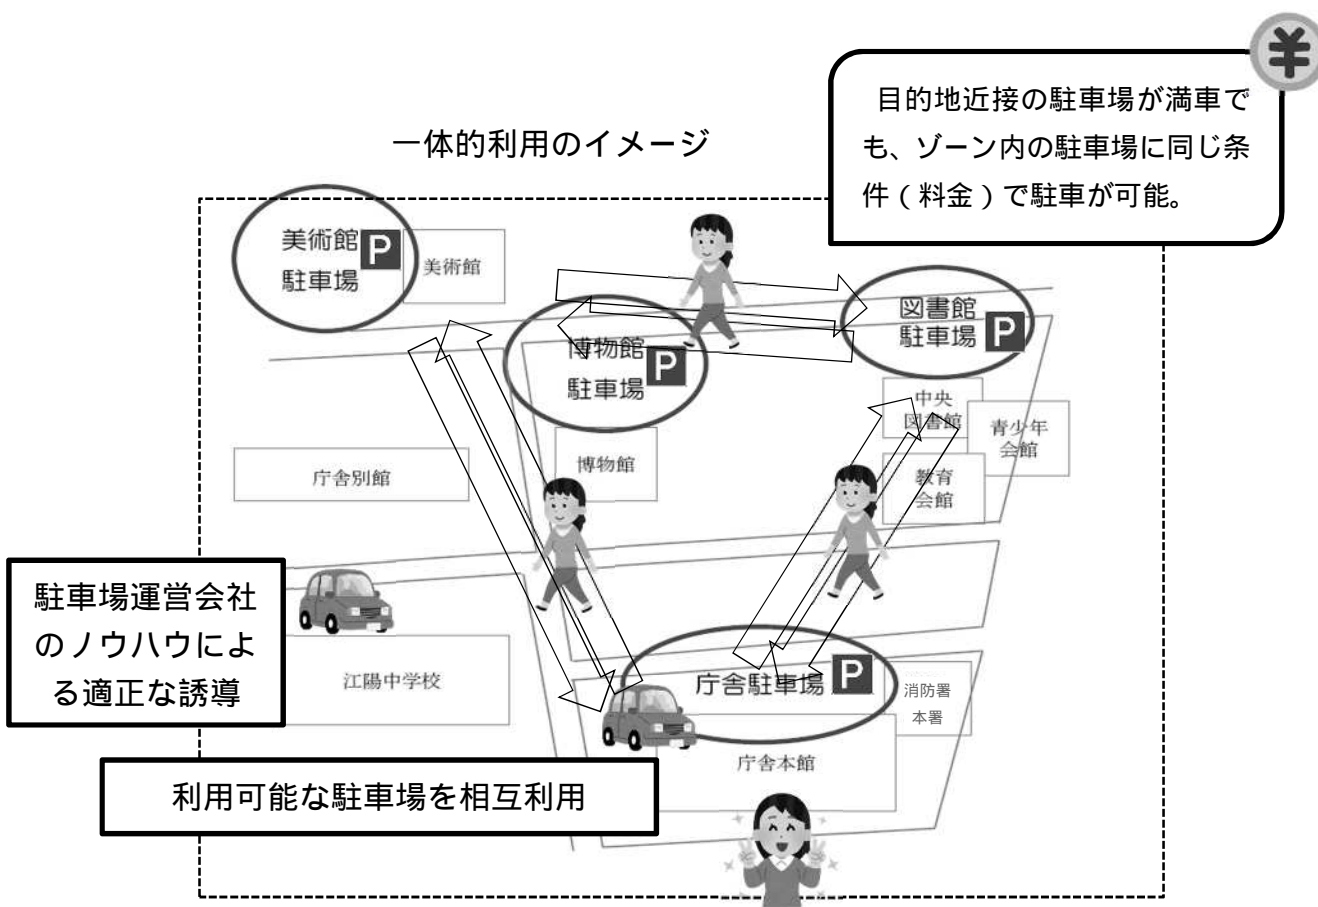 ¥
目的地近接の駐車場が満車で
も、ゾーン内の駐車場に同じ条
件(料金)で駐車が可能。
一体的利用のイメージ
美術館
駐車場
P
美術館
図書館
駐車場
P
博物館
駐車場
P
中央
図書館
青少年
会館
博物館
教育
会館
庁舎別館
駐車場運営会社
のノウハウによ
る適正な誘導
江陽中学校
庁舎駐車場
P
消防署
本署
庁舎本館
利用可能な駐車場を相互利用